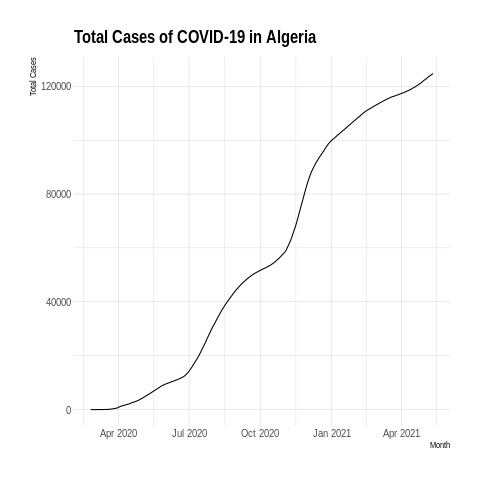 Total Cases of COVID-19 in Algeria
Total Cases
120000
80000
40000
0
Apr 2020
Jul 2020
Oct 2020
Jan 2021
Apr 2021
Month